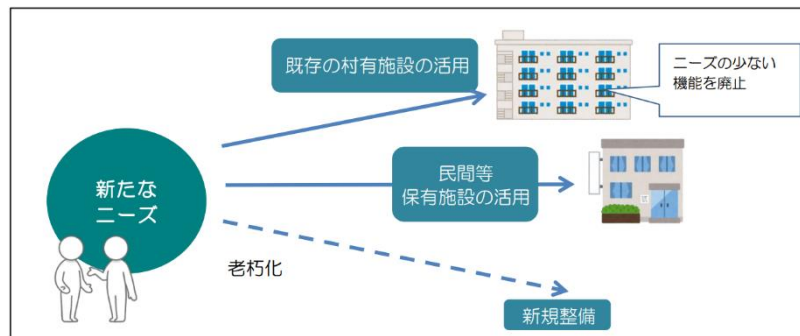 既存の村有施設の活用
ニーズの少ない
機能を廃止
新たな
ニーズ
民間等
保有施設の活用
老朽化
新規整備